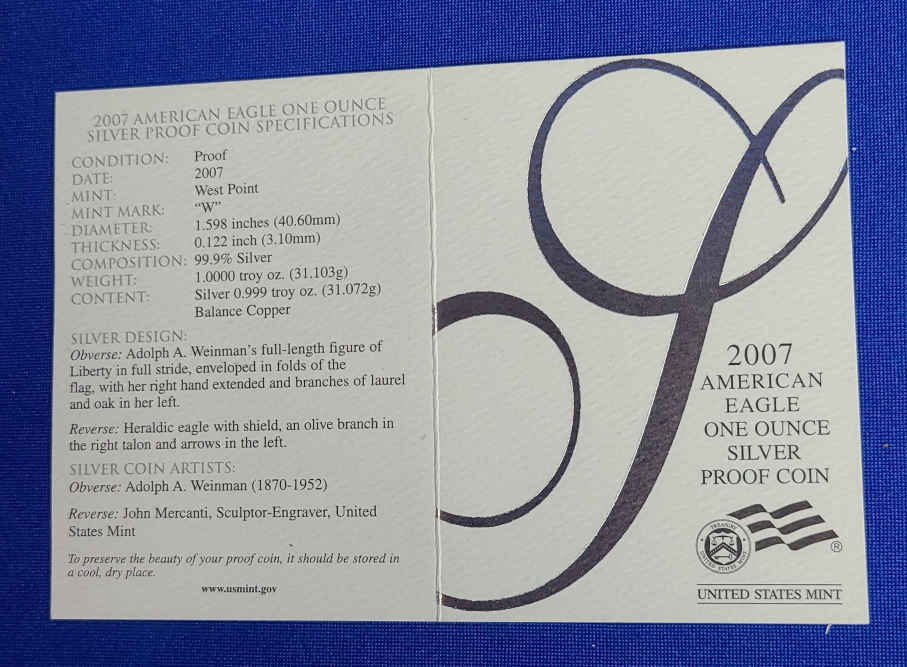 2007 AMERICAN EAGLE ONE OUNCE
SILVER PROOF COIN SPECIFICATIONS
CONDITION: Proof
DATE: 2007
MINT: West Point
MINT MARK: “W”
DIAMETER: 1.598 inches (40.60mm)
THICKNESS: 0.122 inch (3.10mm)
COMPOSITION: 99.9% Silver
WEIGHT: 1.0000 troy oz. (31.103g)
CONTENT: Silver 0.999 troy oz. (31.072g)
Balance Copper
SILVER DESIGN:
Obverse: Adolph A. Weinman’s full-length figure of
Liberty in full stride, enveloped in folds of the
flag, with her right hand extended and branches of laurel
and oak in her left.
Reverse: Heraldic eagle with shield, an olive branch in
the right talon and arrows in the left.
SILVER COIN ARTISTS:
Obverse: Adolph A. Weinman (1870-1952)
Reverse: John Mercanti, Sculptor-Engraver, United
States Mint
To preserve the beauty of your proof coin, it should be stored in
a cool, dry place.
www.usmint.gov
2007
AMERICAN
EAGLE
ONE OUNCE
SILVER
PROOF COIN
TREASURY
UNITED STATES MINT
®
UNITED STATES MINT